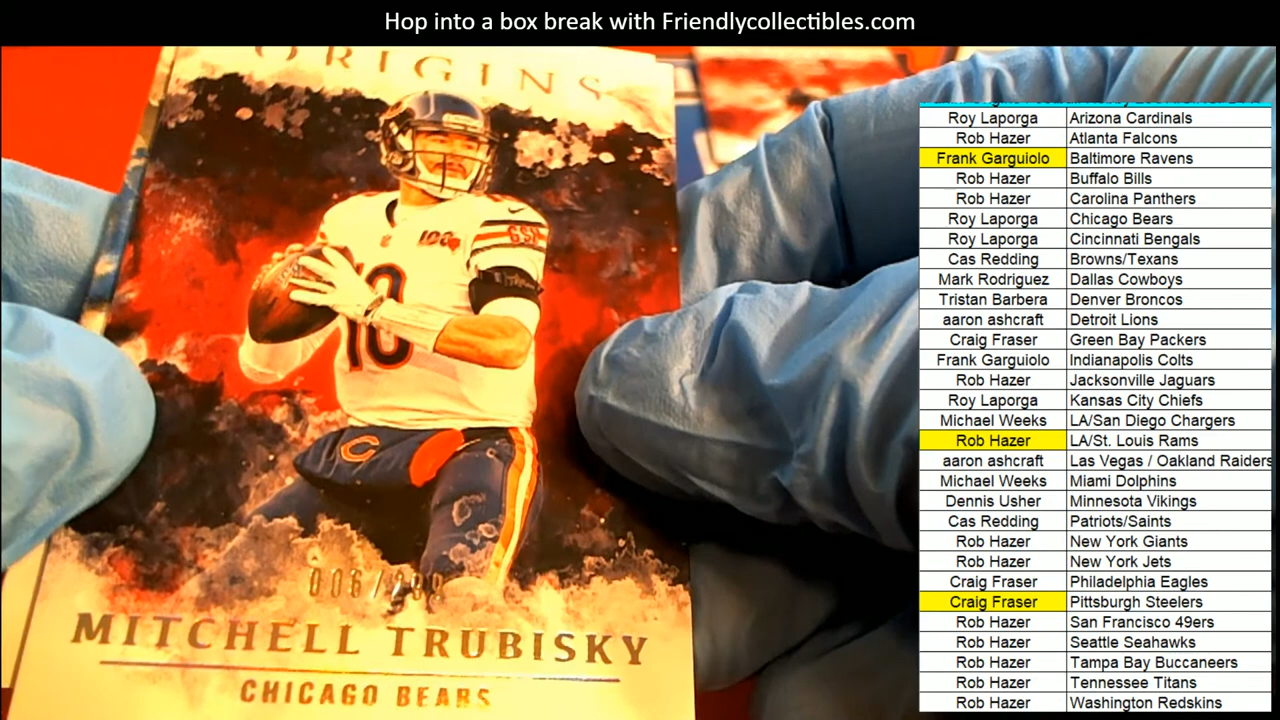 Hop into a box break with Friendlycollectibles.com
ORIGINS
100
GSH
10
C
MITCHELL TRUBISKY
CHICAGO BEARS
Roy Laporga Arizona Cardinals
Rob Hazer Atlanta Falcons
Frank Garguiolo Baltimore Ravens
Rob Hazer Buffalo Bills
Rob Hazer Carolina Panthers
Roy Laporga Chicago Bears
Roy Laporga Cincinnati Bengals
Cas Redding Browns/Texans
Mark Rodriguez Dallas Cowboys
Tristan Barbera Denver Broncos
aaron ashcraft Detroit Lions
Craig Fraser Green Bay Packers
Frank Garguiolo Indianapolis Colts
Rob Hazer Jacksonville Jaguars
Roy Laporga Kansas City Chiefs
Michael Weeks LA/San Diego Chargers
Rob Hazer LA/St. Louis Rams
aaron ashcraft Las Vegas / Oakland Raiders
Michael Weeks Miami Dolphins
Dennis Usher Minnesota Vikings
Cas Redding Patriots/Saints
Rob Hazer New York Giants
Rob Hazer New York Jets
Craig Fraser Philadelphia Eagles
Craig Fraser Pittsburgh Steelers
Rob Hazer San Francisco 49ers
Rob Hazer Seattle Seahawks
Rob Hazer Tampa Bay Buccaneers
Rob Hazer Tennessee Titans
Rob Hazer Washington Redskins